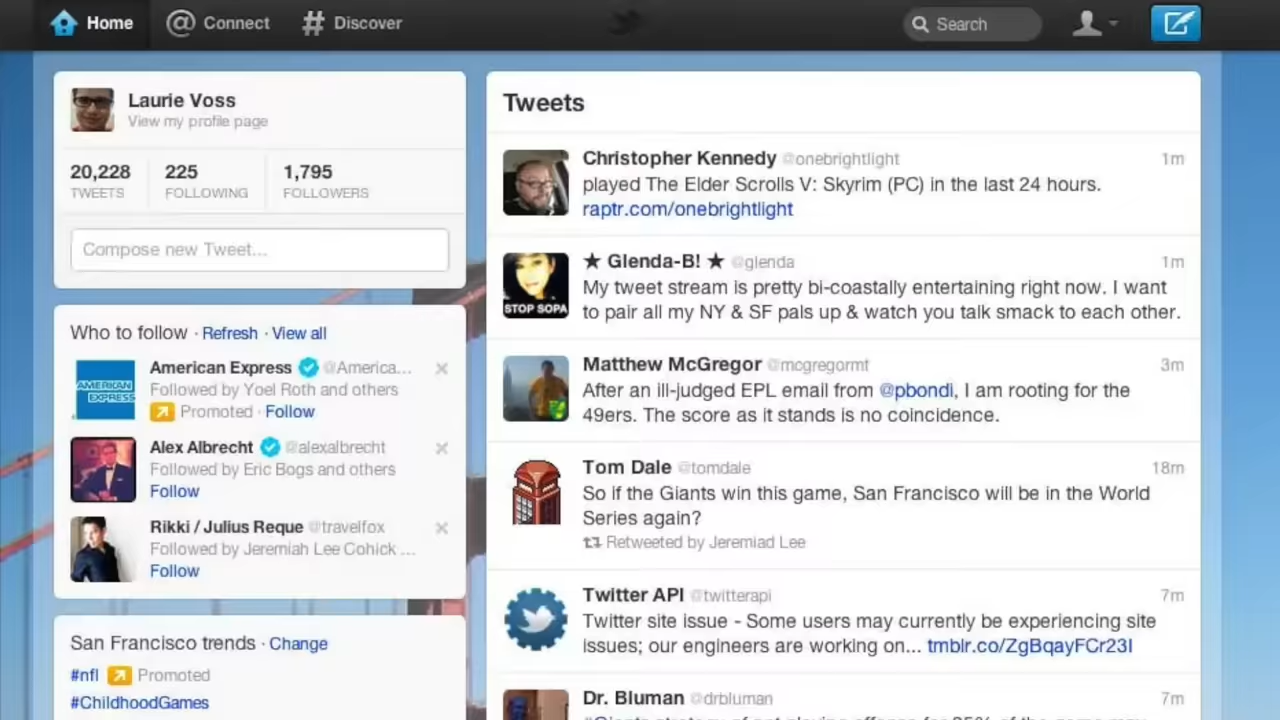 Home
Connect
Discover
Search
Laurie Voss
View my profile page
20,228
TWEETS
225
FOLLOWING
1,795
FOLLOWERS
Compose new Tweet...
Who to follow · Refresh · View all
AMERICAN EXPRESS
American Express @America...
Followed by Yoel Roth and others
Promoted · Follow
Alex Albrecht @alexalbrecht
Followed by Eric Bogs and others
Follow
Rikki / Julius Reque @travelfox
Followed by Jeremiah Lee Cohick ...
Follow
San Francisco trends · Change
#nfl Promoted
#ChildhoodGames
Tweets
Christopher Kennedy @onebrightlight 1m
played The Elder Scrolls V: Skyrim (PC) in the last 24 hours.
raptr.com/onebrightlight
★ Glenda-B! ★ @glenda 1m
My tweet stream is pretty bi-coastally entertaining right now. I want
to pair all my NY & SF pals up & watch you talk smack to each other.
STOP SOPA
Matthew McGregor @mcgregormt 3m
After an ill-judged EPL email from @pbondi, I am rooting for the
49ers. The score as it stands is no coincidence.
Tom Dale @tomdale 18m
So if the Giants win this game, San Francisco will be in the World
Series again?
Retweeted by Jeremiad Lee
Twitter API @twitterapi 7m
Twitter site issue - Some users may currently be experiencing site
issues; our engineers are working on... tmblr.co/ZgBqayFCr23I
Dr. Bluman @drbluman 7m